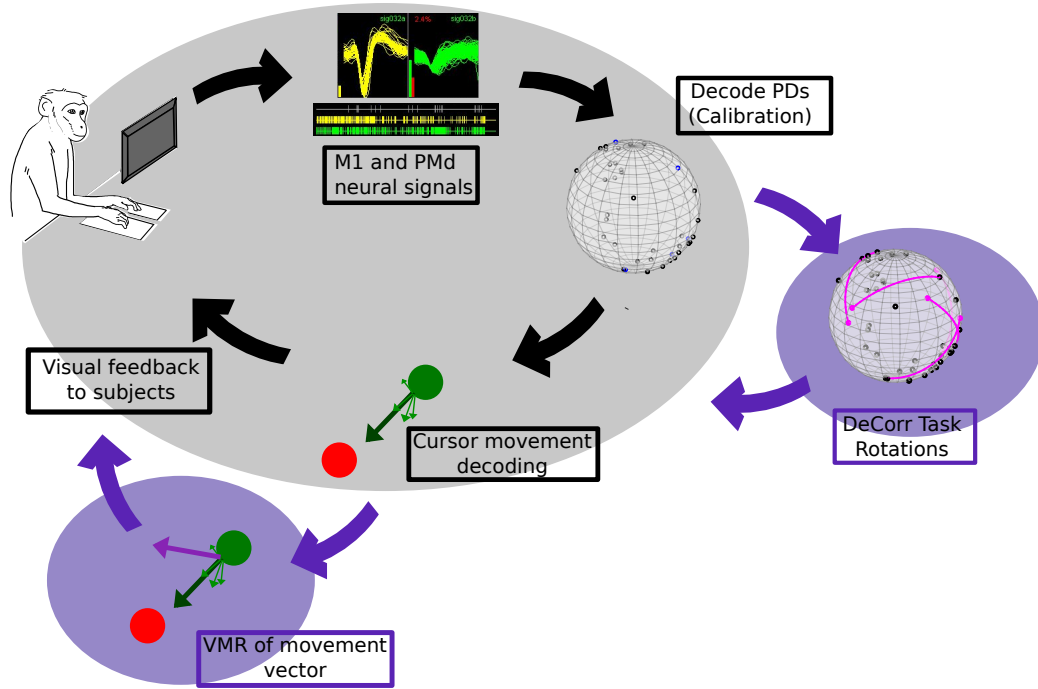 sig032a
2.4%
sig032b
M1 and PMd
neural signals
Decode PDs
(Calibration)
DeCorr Task
Rotations
Visual feedback
to subjects
Cursor movement
decoding
VMR of movement
vector